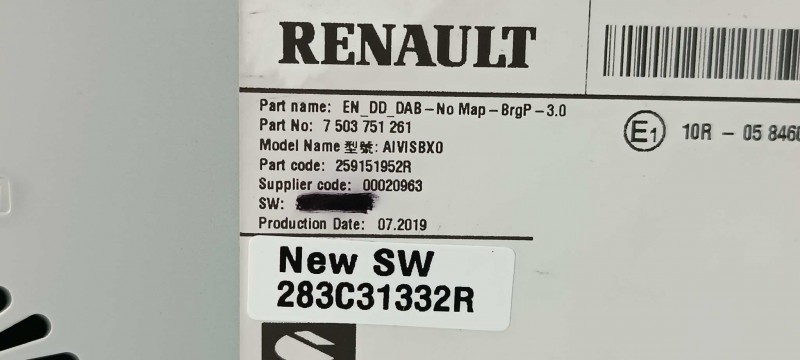 RENAULT
Part name: EN_DD_DAB-No Map-BrgP-3.0
Part No: 7 503 751 261
Model Name 型號: AIVISBX0
Part code: 259151952R
Supplier code: 00020963
SW:
Production Date: 07.2019
E1 10R - 05 8460
New SW
283C31332R